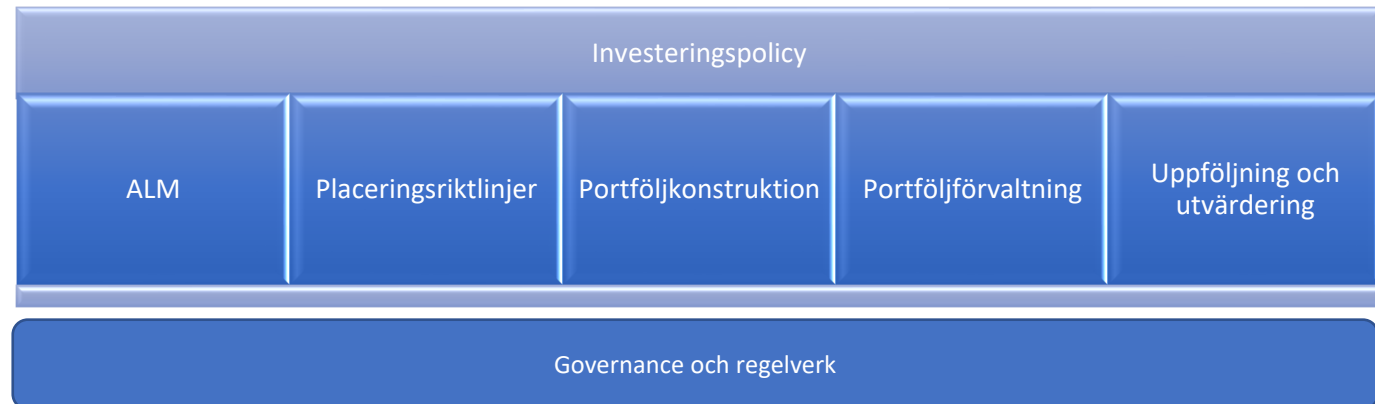 Investeringspolicy
ALM
Placeringsriktlinjer
Portföljkonstruktion
Portföljförvaltning
Uppföljning och
utvärdering
Governance och regelverk